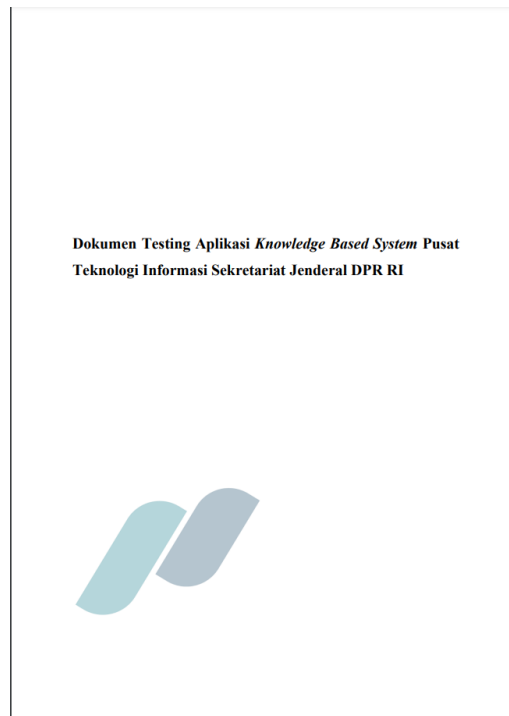 Dokumen Testing Aplikasi Knowledge Based System Pusat
Teknologi Informasi Sekretariat Jenderal DPR RI